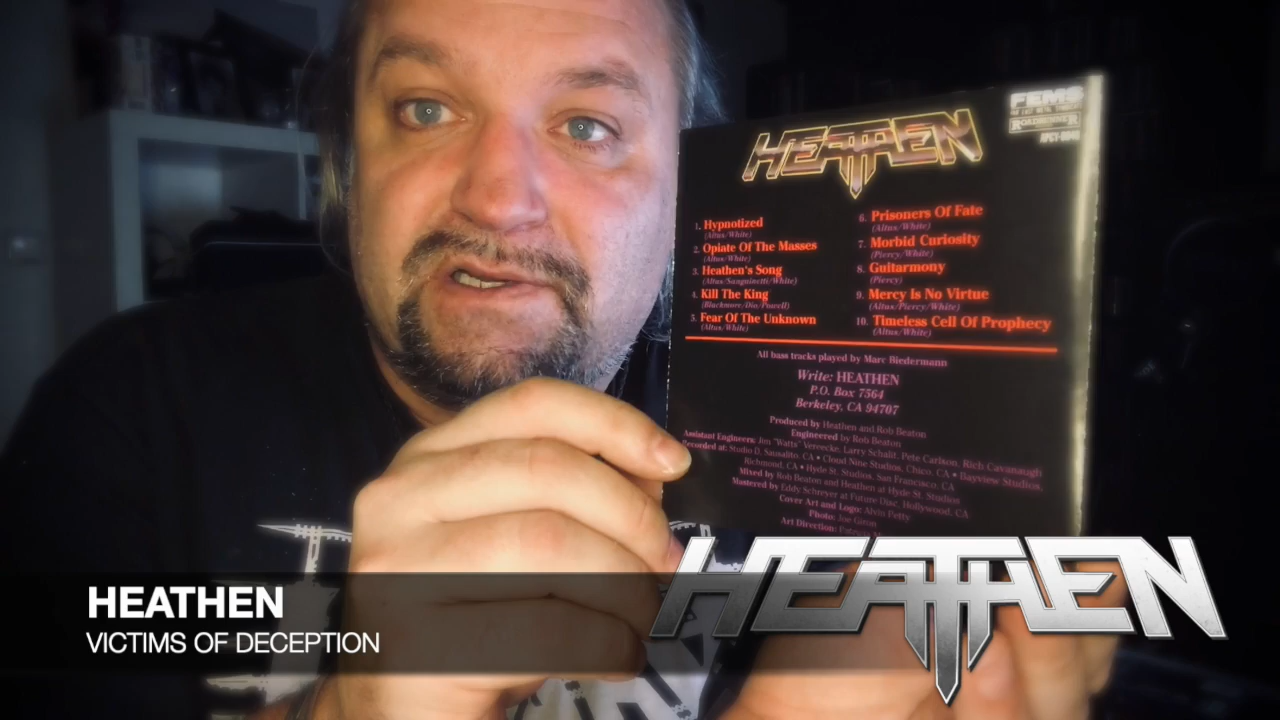 FEMS
ROADRUNNER
HEATHEN
1. Hypnotized
(Altus/White)
2. Opiate Of The Masses
(Altus/White)
3. Heathen's Song
(Altus/Sanguinetti/White)
4. Kill The King
(Blackmore/Dio/Powell)
5. Fear Of The Unknown
(Altus/White)
6. Prisoners Of Fate
(Altus/White)
7. Morbid Curiosity
(Piercy/White)
8. Guitarmony
(Piercy)
9. Mercy Is No Virtue
(Altus/Piercy/White)
10. Timeless Cell Of Prophecy
(Altus/White)
All bass tracks played by Marc Biedermann
Write: HEATHEN
P.O. Box 7564
Berkeley, CA 94707
Produced by Heathen and Rob Beaton
Engineered by Rob Beaton
Assistant Engineers: Jon "Watts" Vereecke, Larry Schalit, Pete Carlson, Rich Cavanaugh
Recorded at: Studio D, Sausalito, CA • Cloud Nine Studios, Chico, CA • Bayview Studios,
Richmond, CA • Hyde St. Studios, San Francisco, CA
Mixed by Rob Beaton and Heathen at Hyde St. Studios
Mastered by Eddy Schreyer at Future Disc, Hollywood, CA
Cover Art and Logo: Alvin Petty
Photo: Joe Giron
Art Direction:
HEATHEN
HEATHEN
VICTIMS OF DECEPTION